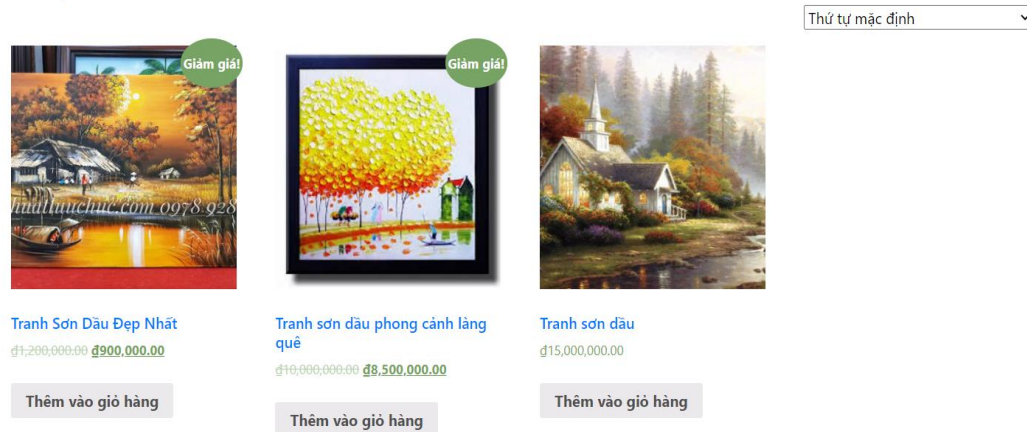 Thứ tự mặc định
Giảm giá!
Giảm giá!
Tranh Sơn Dầu Đẹp Nhất
₫1,200,000.00 ₫900,000.00
Thêm vào giỏ hàng
Tranh sơn dầu phong cảnh làng
quê
₫10,000,000.00 ₫8,500,000.00
Thêm vào giỏ hàng
Tranh sơn dầu
₫15,000,000.00
Thêm vào giỏ hàng